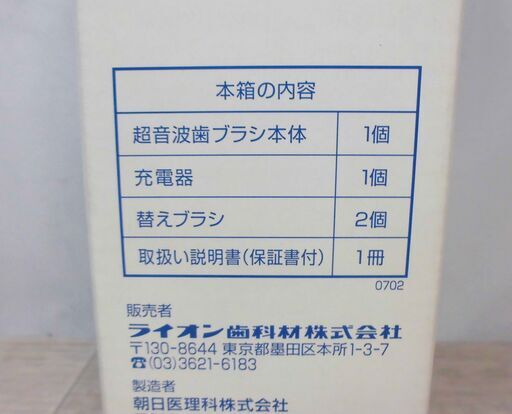 本箱の内容
超音波歯ブラシ本体 1個
充電器 1個
替えブラシ 2個
取扱い説明書(保証書付) 1冊
0702
販売者
ライオン歯科材株式会社
〒130-8644 東京都墨田区本所1-3-7
☎(03)3621-6183
製造者
朝日医理科株式会社